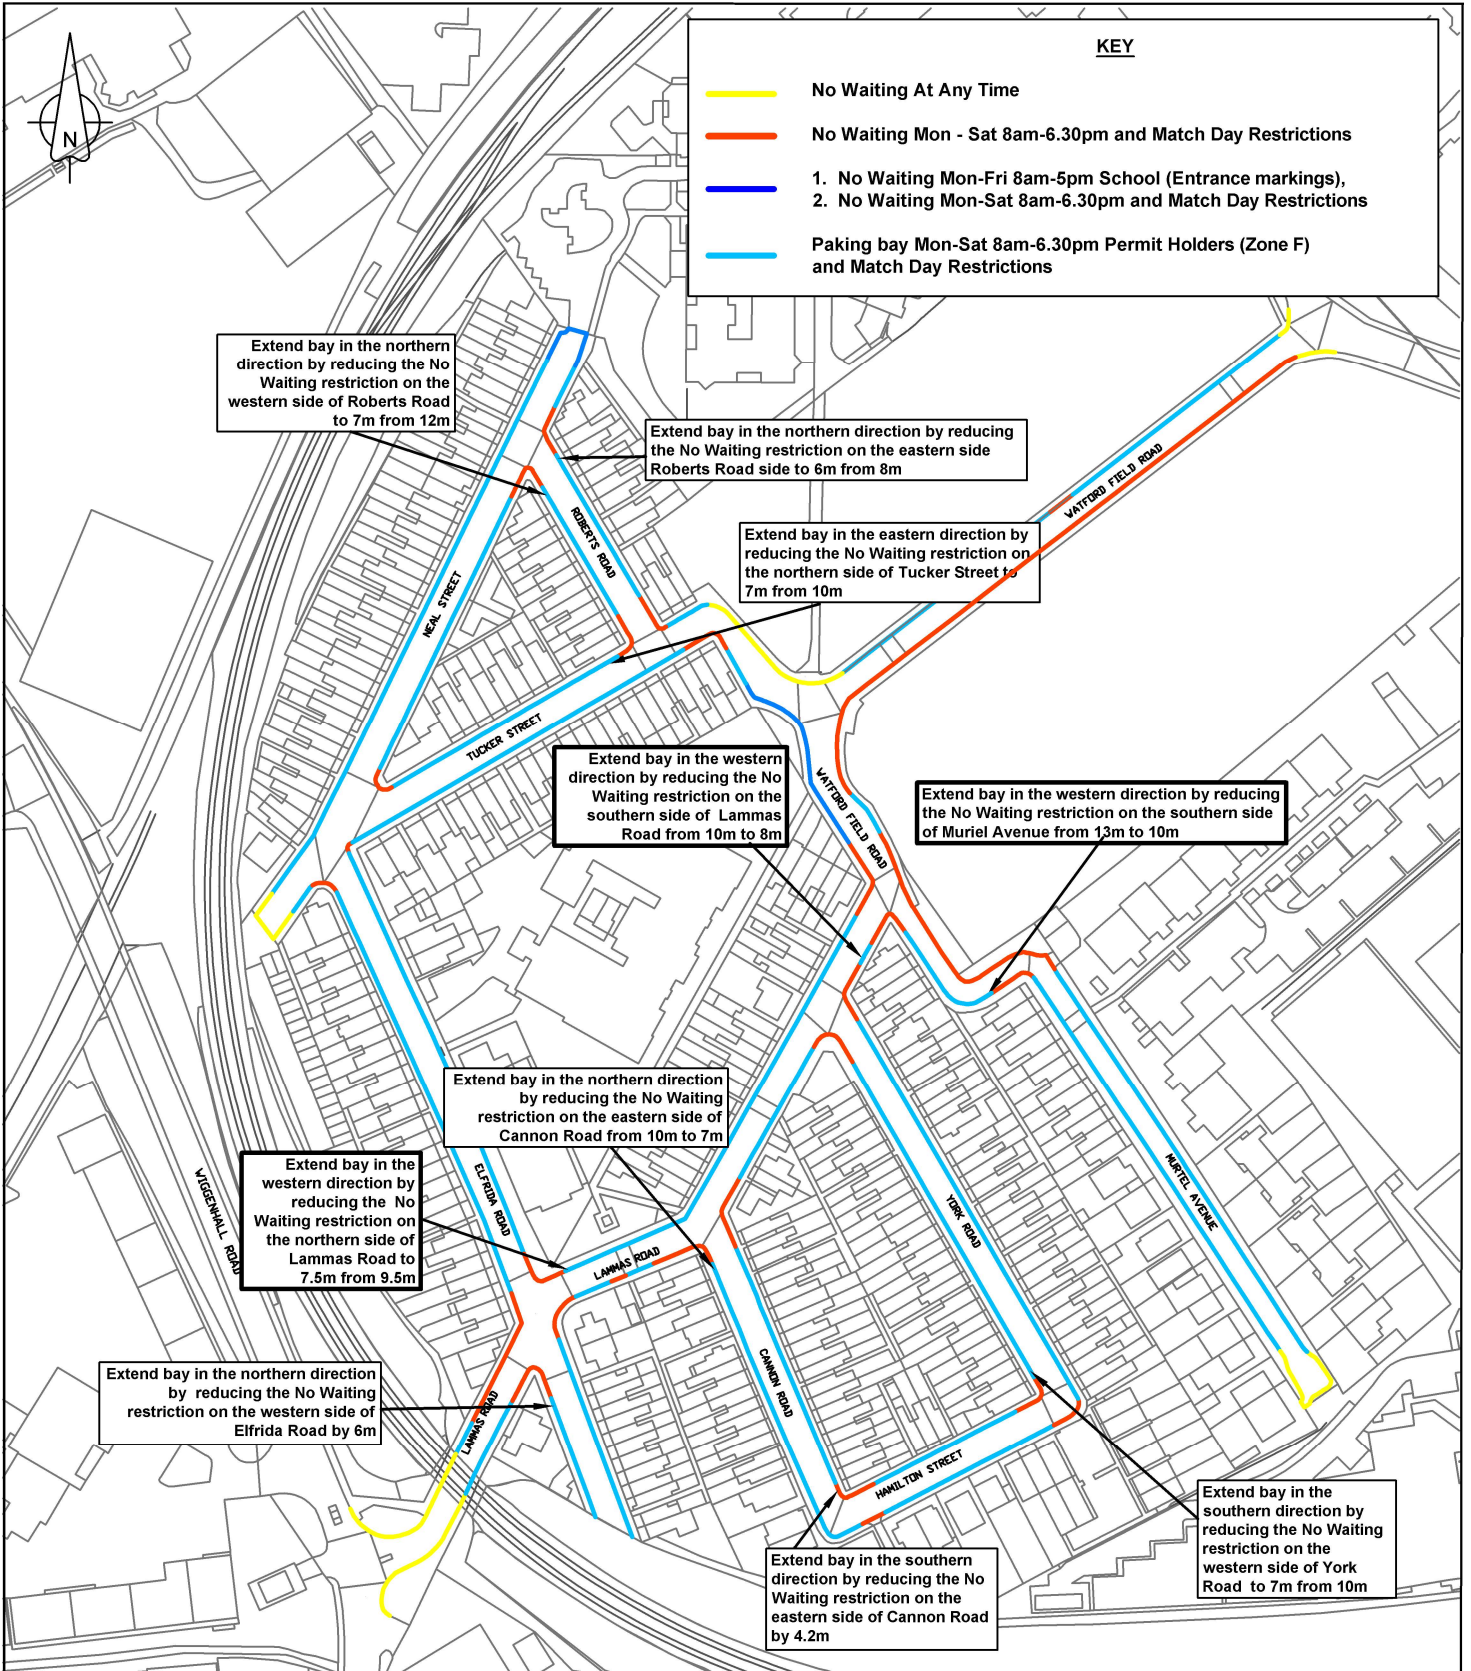 KEY
No Waiting At Any Time
No Waiting Mon - Sat 8am-6.30pm and Match Day Restrictions
1. No Waiting Mon-Fri 8am-5pm School (Entrance markings),
2. No Waiting Mon-Sat 8am-6.30pm and Match Day Restrictions
Paking bay Mon-Sat 8am-6.30pm Permit Holders (Zone F)
and Match Day Restrictions
N
Extend bay in the northern
direction by reducing the No
Waiting restriction on the
western side of Roberts Road
to 7m from 12m
Extend bay in the northern direction by reducing
the No Waiting restriction on the eastern side
Roberts Road side to 6m from 8m
WATFORD FIELD ROAD
ROBERTS ROAD
Extend bay in the eastern direction by
reducing the No Waiting restriction on
the northern side of Tucker Street to
7m from 10m
NEAL STREET
TUCKER STREET
Extend bay in the western
direction by reducing the No
Waiting restriction on the
southern side of Lammas
Road from 10m to 8m
WATFORD FIELD ROAD
Extend bay in the western direction by reducing
the No Waiting restriction on the southern side
of Muriel Avenue from 13m to 10m
Extend bay in the northern direction
by reducing the No Waiting
restriction on the eastern side of
Cannon Road from 10m to 7m
Extend bay in the
western direction by
reducing the No
Waiting restriction on
the northern side of
Lammas Road to
7.5m from 9.5m
WIGGENHALL ROAD
ELFRIDA ROAD
LAMMAS ROAD
YORK ROAD
MURIEL AVENUE
Extend bay in the northern direction
by reducing the No Waiting
restriction on the western side of
Elfrida Road by 6m
LAMMAS ROAD
CANNON ROAD
HAMILTON STREET
Extend bay in the southern
direction by reducing the No
Waiting restriction on the
eastern side of Cannon Road
by 4.2m
Extend bay in the
southern direction by
reducing the No Waiting
restriction on the
western side of York
Road to 7m from 10m